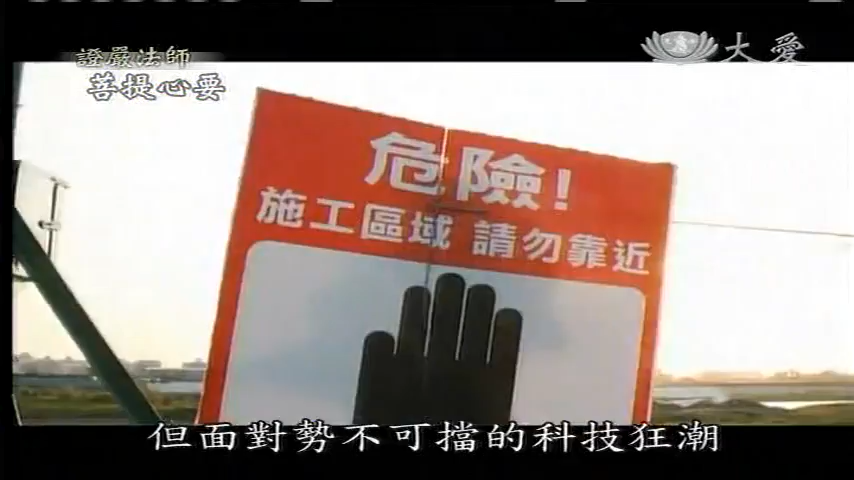 證嚴法師
菩提心要
大愛
危險!
施工區域 請勿靠近
但面對勢不可擋的科技狂潮